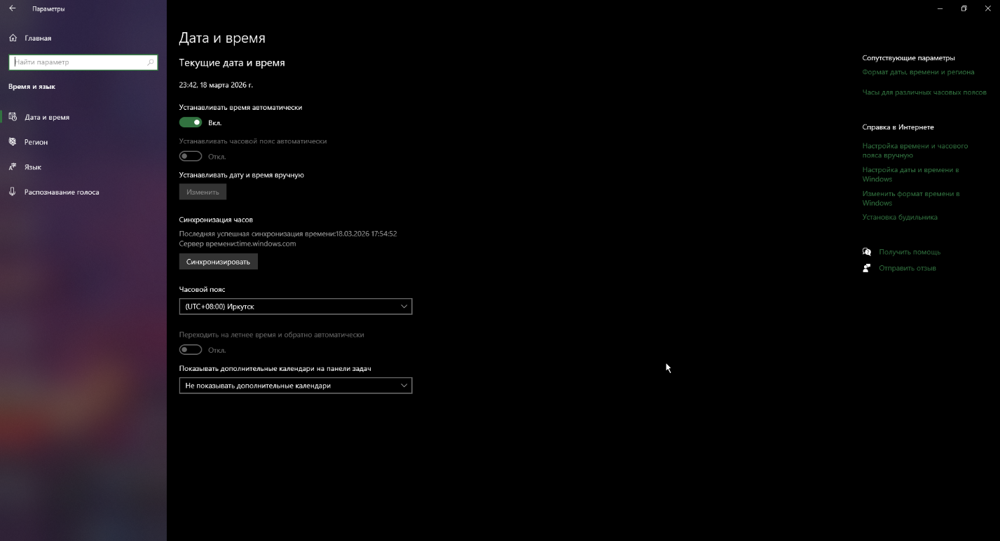 Параметры
Главная
Найти параметр
Время и язык
Дата и время
Регион
Язык
Распознавание голоса
Дата и время
Текущие дата и время
23:42, 18 марта 2026 г.
Устанавливать время автоматически
Вкл.
Устанавливать часовой пояс автоматически
Откл.
Устанавливать дату и время вручную
Изменить
Синхронизация часов
Последняя успешная синхронизация времени:18.03.2026 17:54:52
Сервер времени:time.windows.com
Синхронизировать
Часовой пояс
(UTC+08:00) Иркутск
Переходить на летнее время и обратно автоматически
Откл.
Показывать дополнительные календари на панели задач
Не показывать дополнительные календари
Сопутствующие параметры
Формат даты, времени и региона
Часы для различных часовых поясов
Справка в Интернете
Настройка времени и часового
пояса вручную
Настройка даты и времени в
Windows
Изменить формат времени в
Windows
Установка будильника
Получить помощь
Отправить отзыв